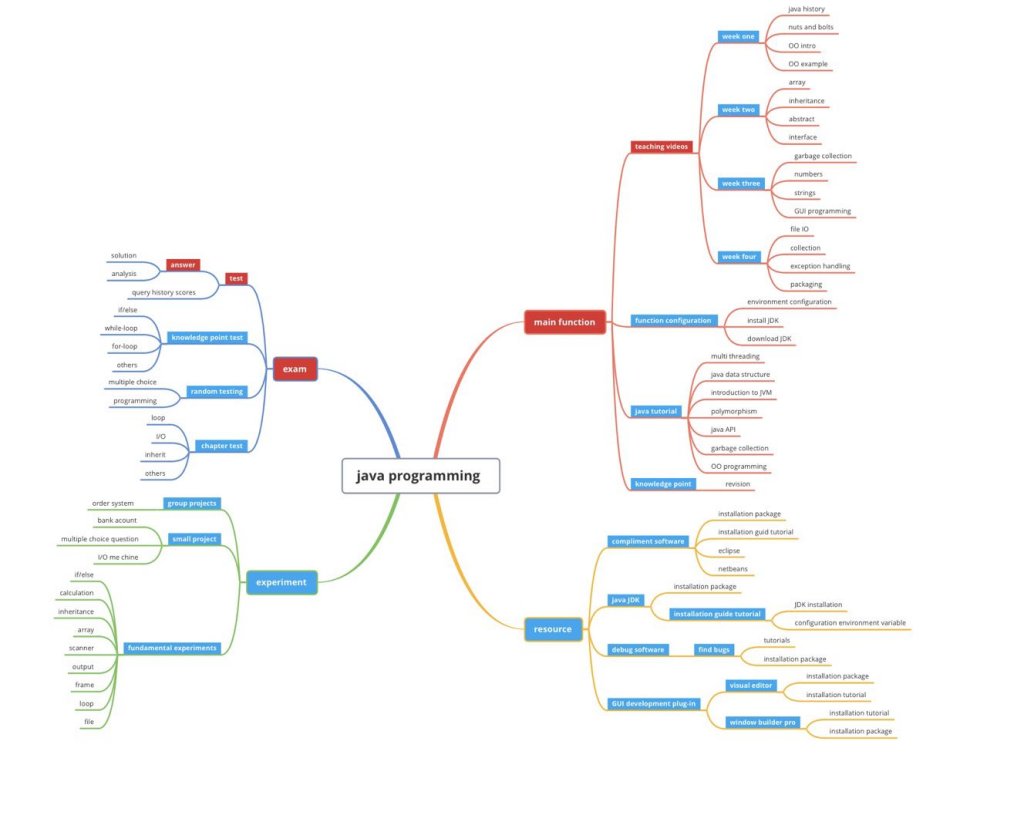 java programming
main function
teaching videos
week one
java history
nuts and bolts
OO intro
OO example
week two
array
inheritance
abstract
interface
week three
garbage collection
numbers
strings
GUI programming
week four
file IO
collection
exception handling
packaging
function configuration
environment configuration
install JDK
download JDK
java tutorial
multi threading
java data structure
introduction to JVM
polymorphism
java API
garbage collection
OO programming
knowledge point
revision
resource
compliment software
installation package
installation guid tutorial
eclipse
netbeans
java JDK
installation package
installation guide tutorial
JDK installation
configuration environment variable
debug software
find bugs
tutorials
installation package
GUI development plug-in
visual editor
installation package
installation tutorial
window builder pro
installation tutorial
installation package
exam
test
answer
solution
analysis
query history scores
knowledge point test
if/else
while-loop
for-loop
others
random testing
multiple choice
programming
chapter test
loop
I/O
inherit
others
experiment
group projects
order system
small project
bank acount
multiple choice question
I/O me chine
fundamental experiments
if/else
calculation
inheritance
array
scanner
output
frame
loop
file